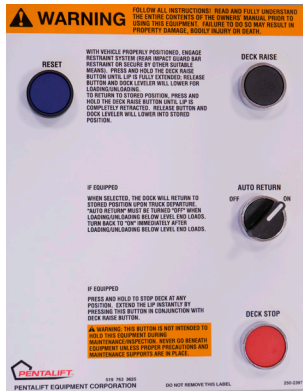 WARNING
FOLLOW ALL INSTRUCTIONS! READ AND FULLY UNDERSTAND
THE ENTIRE CONTENTS OF THE OWNERS' MANUAL PRIOR TO
USING THIS EQUIPMENT. FAILURE TO DO SO MAY RESULT IN
PROPERTY DAMAGE, BODILY INJURY OR DEATH.
RESET
WITH VEHICLE PROPERLY POSITIONED, ENGAGE
RESTRAINT SYSTEM (REAR IMPACT GUARD BAR
RESTRAINT OR SECURE BY OTHER SUITABLE
MEANS). PRESS AND HOLD THE DECK RAISE
BUTTON UNTIL LIP IS FULLY EXTENDED; RELEASE
BUTTON AND DOCK LEVELER WILL LOWER FOR
LOADING/UNLOADING.
TO RETURN TO STORED POSITION, PRESS AND
HOLD THE DECK RAISE BUTTON UNTIL LIP IS
COMPLETELY RETRACTED. RELEASE BUTTON AND
DOCK LEVELER WILL LOWER INTO STORED
POSITION.
DECK RAISE
IF EQUIPPED
WHEN SELECTED, THE DOCK WILL RETURN TO
STORED POSITION UPON TRUCK DEPARTURE.
"AUTO RETURN" MUST BE TURNED "OFF" WHEN
LOADING/UNLOADING BELOW LEVEL END LOADS.
TURN BACK TO "ON" IMMEDIATELY AFTER
LOADING/UNLOADING BELOW LEVEL END LOADS.
AUTO RETURN
OFF ON
IF EQUIPPED
PRESS AND HOLD TO STOP DECK AT ANY
POSITION. EXTEND THE LIP INSTANTLY BY
PRESSING THIS BUTTON IN CONJUNCTION WITH
DECK RAISE BUTTON.
WARNING: THIS BUTTON IS NOT INTENDED TO
HOLD THIS EQUIPMENT DURING
MAINTENANCE/INSPECTION. NEVER GO BENEATH
EQUIPMENT UNLESS PROPER PRECAUTIONS AND
MAINTENANCE SUPPORTS ARE IN PLACE.
DECK STOP
PENTALIFT
519 763 3625
PENTALIFT EQUIPMENT CORPORATION
DO NOT REMOVE THIS LABEL